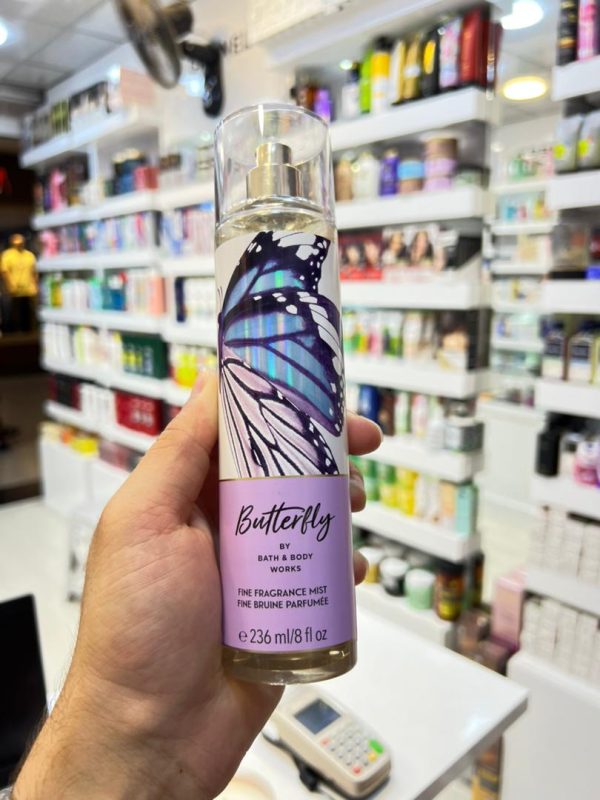 Butterfly
BY
BATH & BODY
WORKS
FINE FRAGRANCE MIST
FINE BRUINE PARFUMÉE
℮ 236 ml/8 fl oz